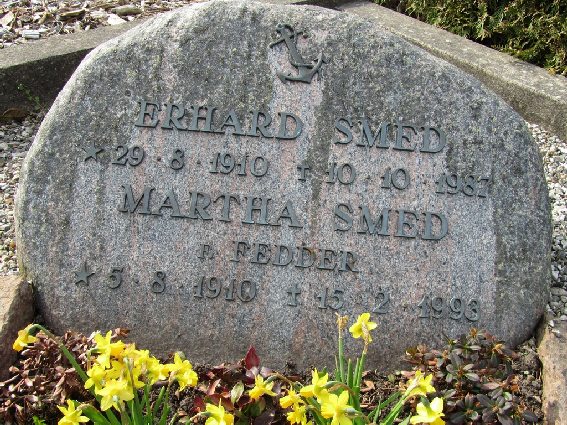 ERHARD SMED
★ 29 · 8 · 1910 ✝ 10 · 10 · 1987
MARTHA SMED
F. FEDDER
★ 5 · 8 · 1910 ✝ 15 · 2 · 1993